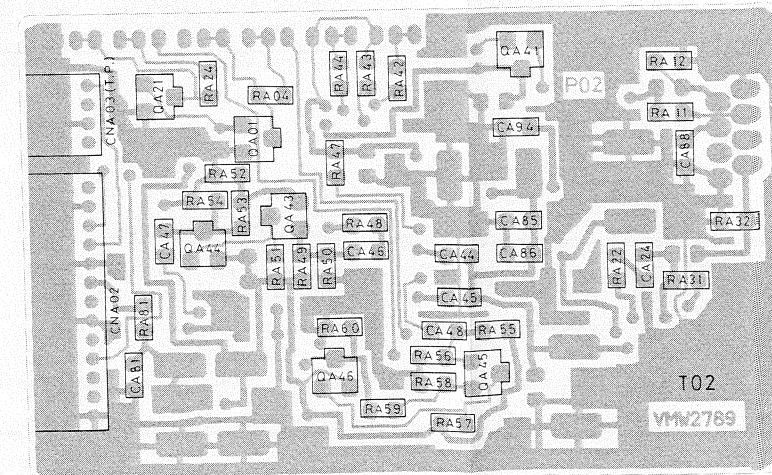 QA41
RA12
RA44
RA43
RA42
RA24
QA21
CNA03(T.P.)
RA04
P02
RA11
CA94
QA01
RA47
CA88
RA52
RA54
RA53
QA43
RA48
CA85
RA32
CA47
QA44
RA51
RA49
RA50
CA46
CA44
CA86
RA22
CA24
RA31
CNA02
RA81
CA45
RA60
CA48
RA55
RA56
CA81
QA46
RA58
QA45
T02
RA59
RA57
VMW2789